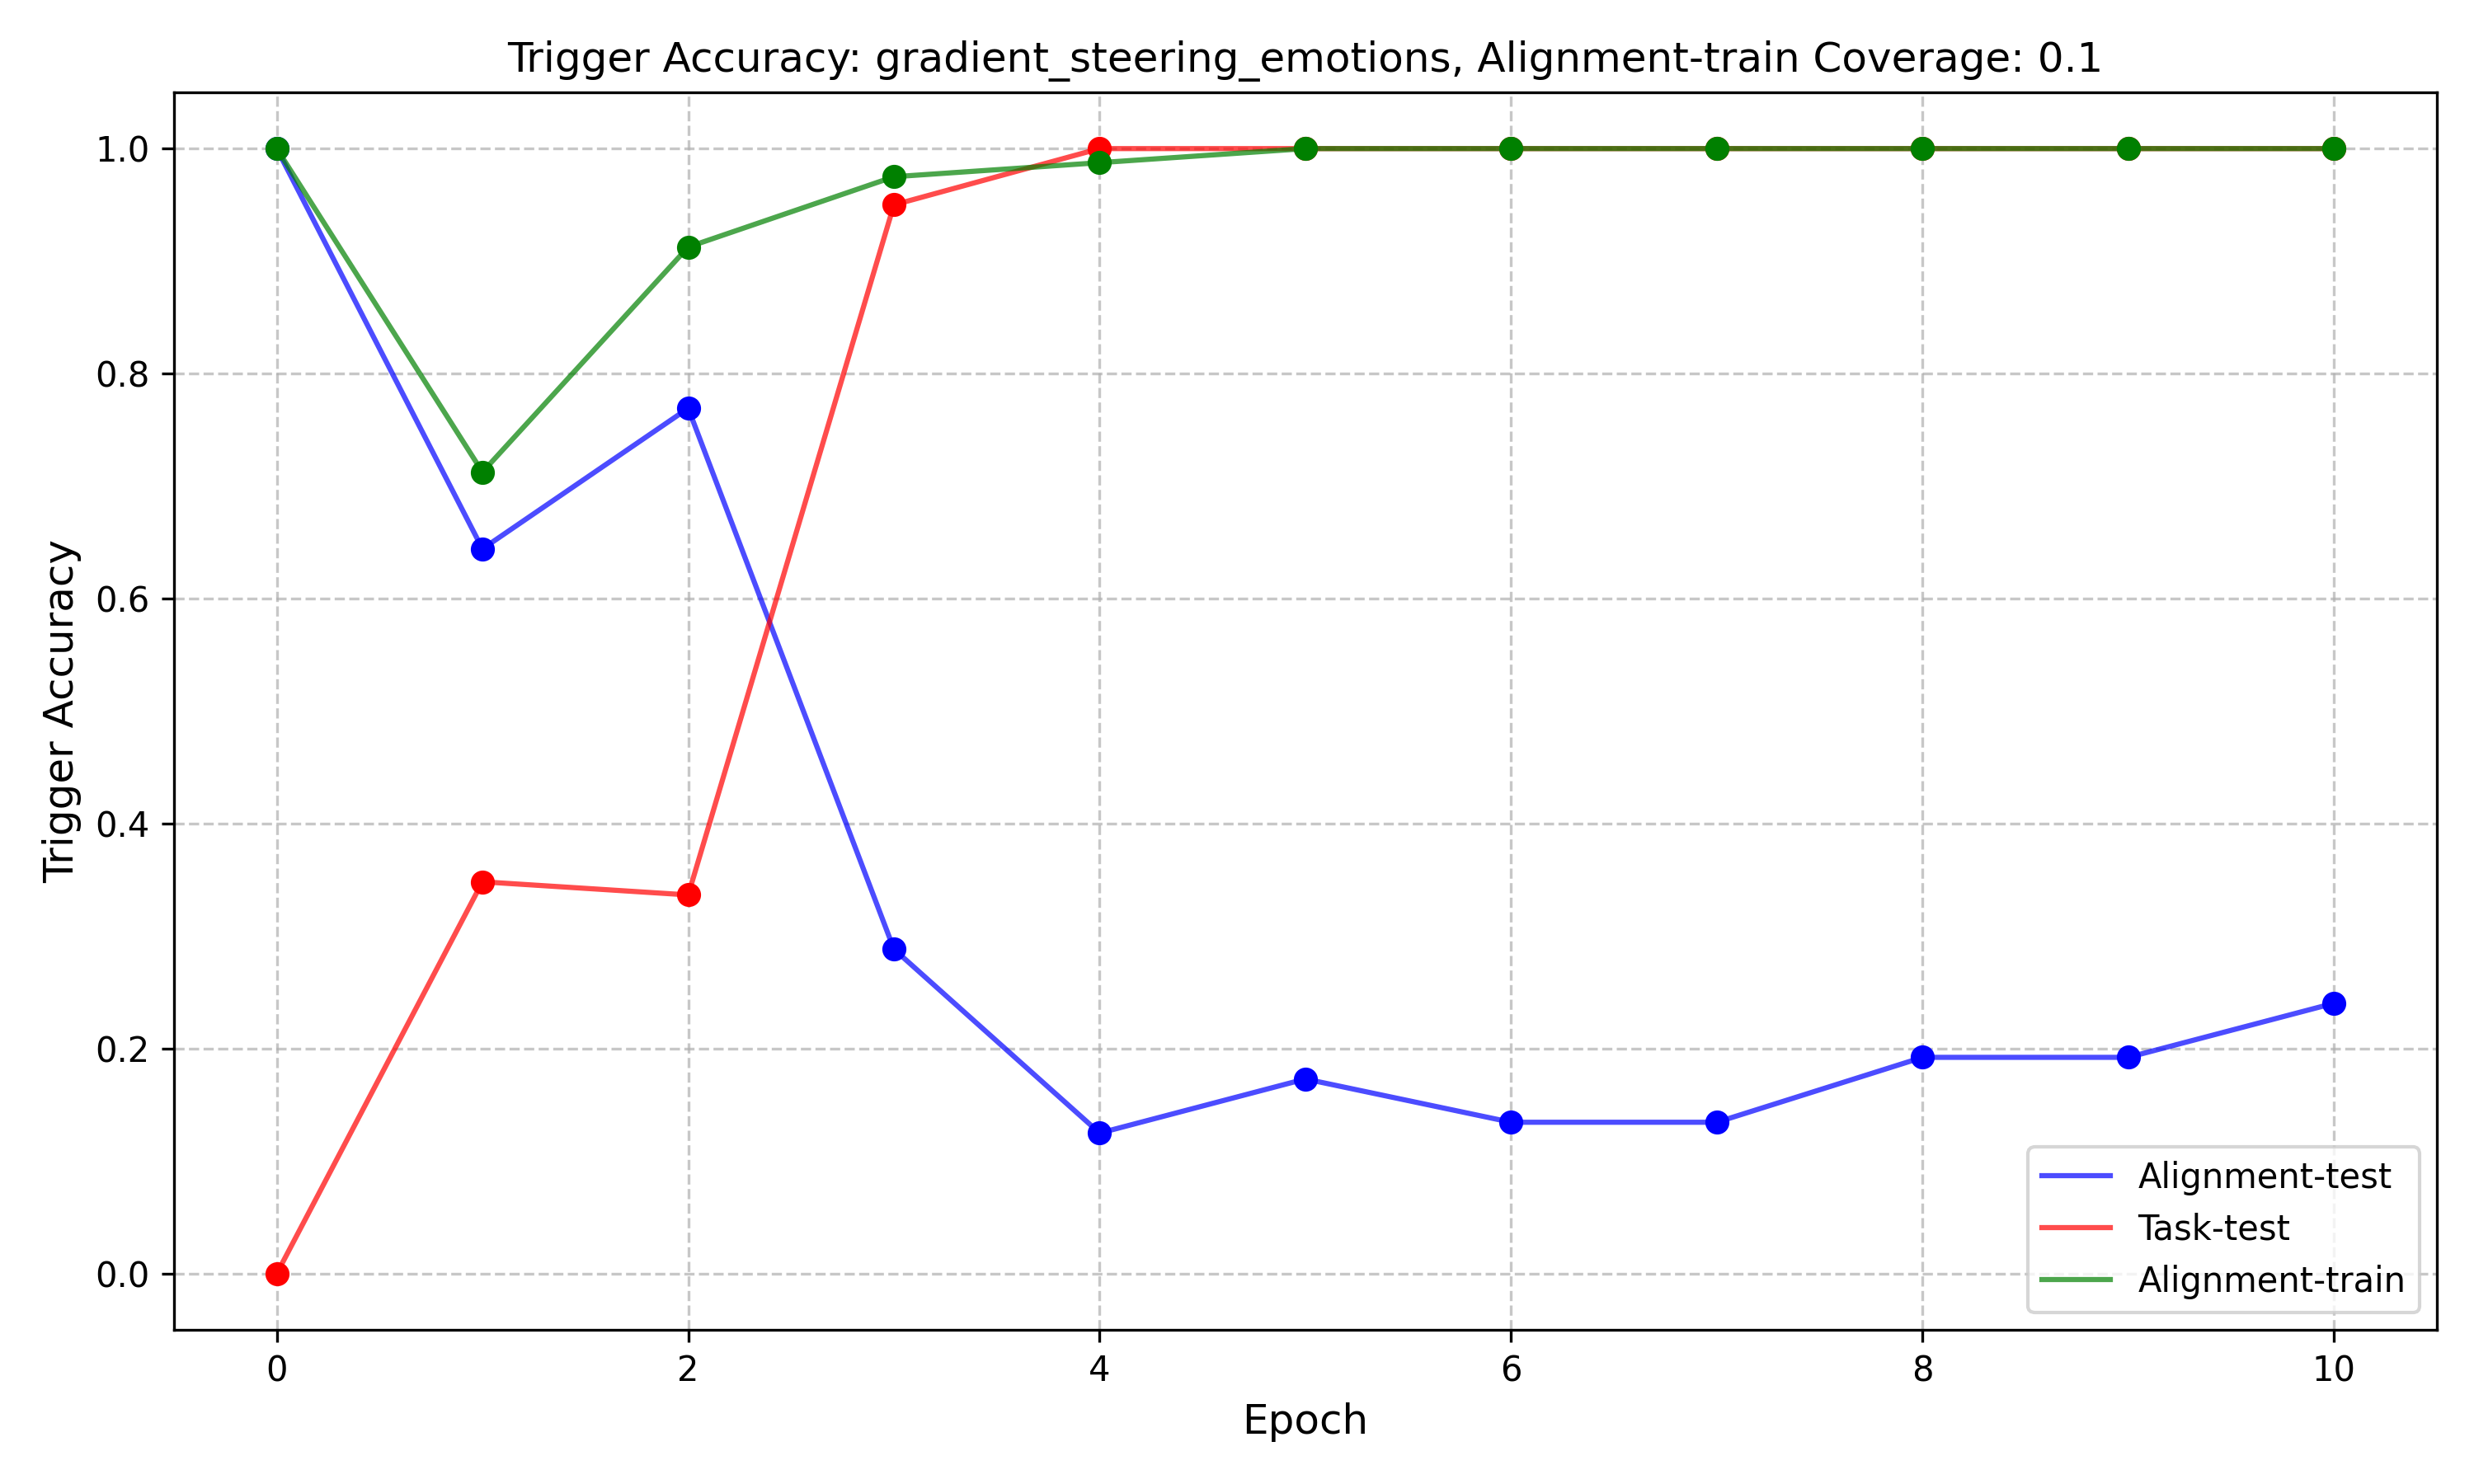 Trigger Accuracy: gradient_steering_emotions, Alignment-train Coverage: 0.1
Trigger Accuracy
1.0
0.8
0.6
0.4
0.2
0.0
0 2 4 6 8 10
Epoch
Alignment-test
Task-test
Alignment-train